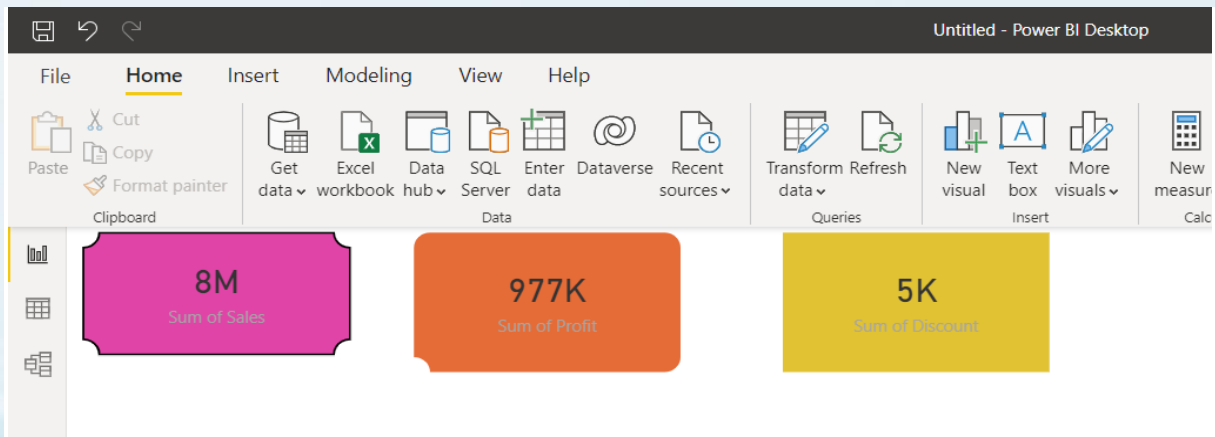 Untitled - Power BI Desktop
File Home Insert Modeling View Help
Paste
Cut
Copy
Format painter
Clipboard
Get data
Excel workbook
Data hub
SQL Server
Enter data
Dataverse
Recent sources
Data
Transform data
Refresh
Queries
New visual
Text box
More visuals
Insert
New
measur
Calc
8M
Sum of Sales
977K
Sum of Profit
5K
Sum of Discount